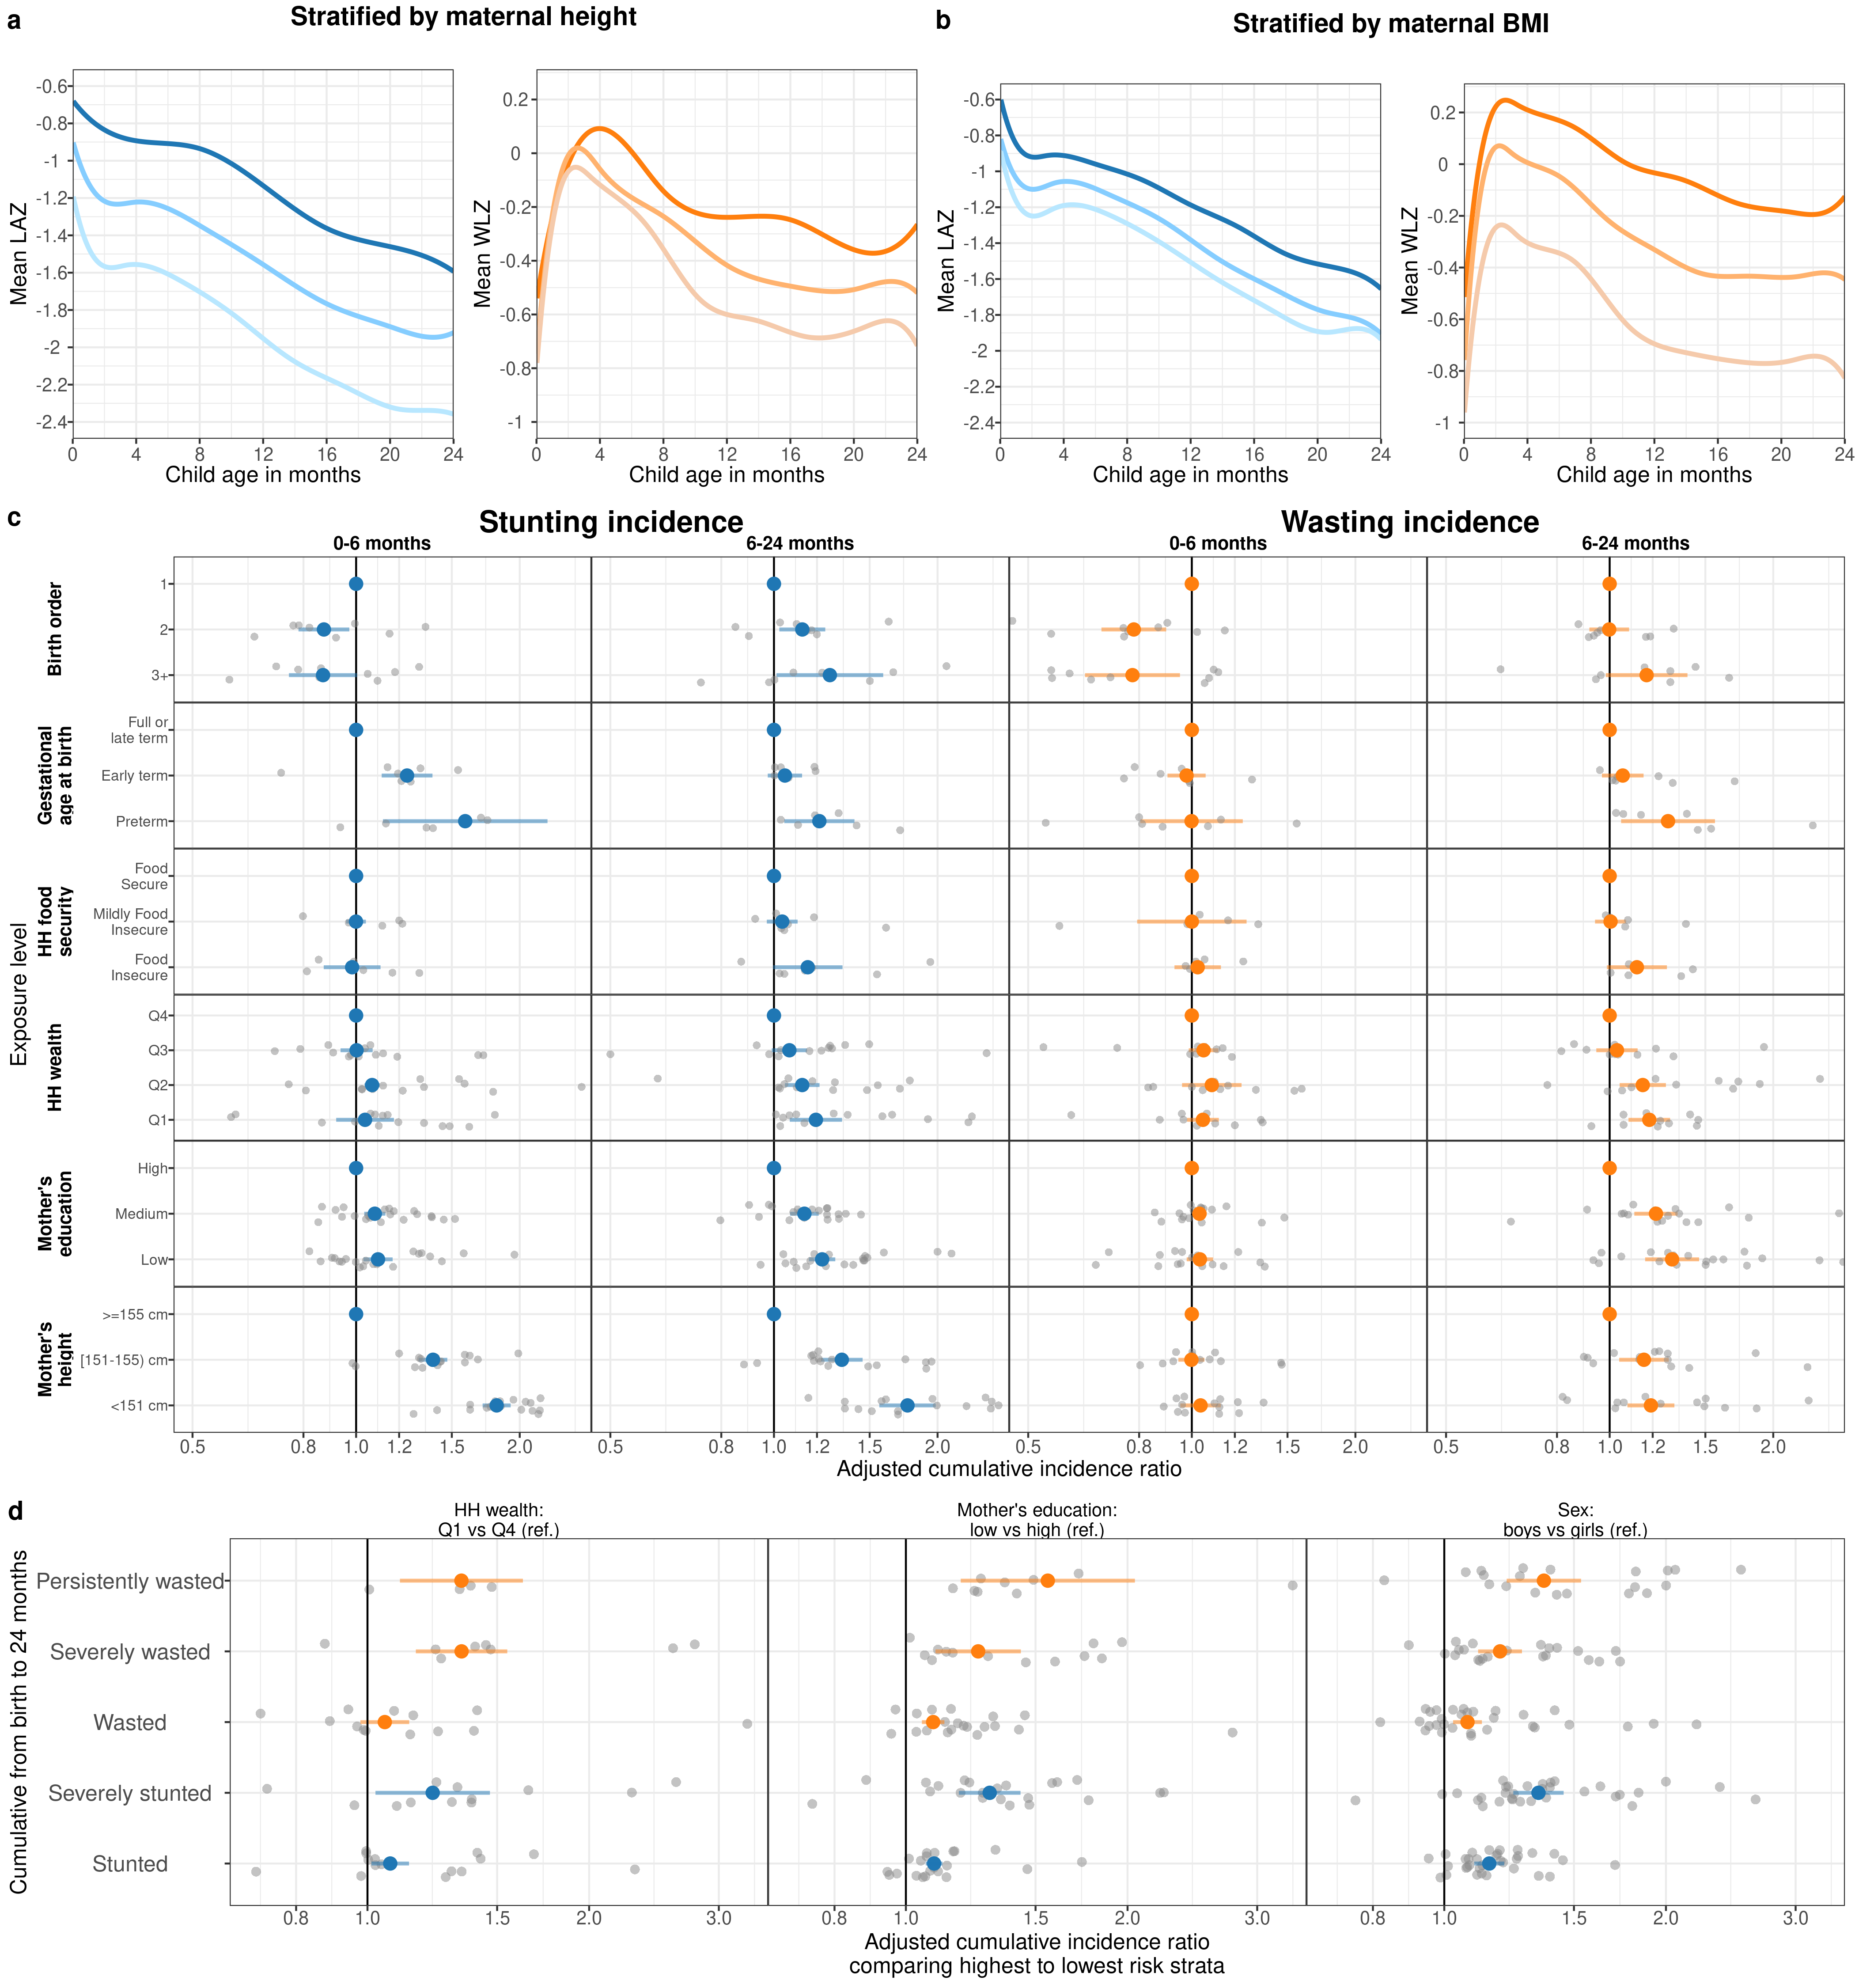 a
Stratified by maternal height
b
Stratified by maternal BMI
Mean LAZ
-0.6
-0.8
-1
-1.2
-1.4
-1.6
-1.8
-2
-2.2
-2.4
0 4 8 12 16 20 24
Child age in months
Mean WLZ
0.2
0
-0.2
-0.4
-0.6
-0.8
-1
0 4 8 12 16 20 24
Child age in months
Mean LAZ
-0.6
-0.8
-1
-1.2
-1.4
-1.6
-1.8
-2
-2.2
-2.4
0 4 8 12 16 20 24
Child age in months
Mean WLZ
0.2
0
-0.2
-0.4
-0.6
-0.8
-1
0 4 8 12 16 20 24
Child age in months
c
Stunting incidence
Wasting incidence
0-6 months
6-24 months
0-6 months
6-24 months
Exposure level
Birth order
1
2
3+
Gestational
age at birth
Full or
late term
Early term
Preterm
HH food
security
Food
Secure
Mildly Food
Insecure
Food
Insecure
HH wealth
Q4
Q3
Q2
Q1
Mother's
education
High
Medium
Low
Mother's
height
>=155 cm
[151-155) cm
<151 cm
0.5 0.8 1.0 1.2 1.5 2.0
0.5 0.8 1.0 1.2 1.5 2.0
0.5 0.8 1.0 1.2 1.5 2.0
0.5 0.8 1.0 1.2 1.5 2.0
Adjusted cumulative incidence ratio
d
HH wealth:
Q1 vs Q4 (ref.)
Mother's education:
low vs high (ref.)
Sex:
boys vs girls (ref.)
Cumulative from birth to 24 months
Persistently wasted
Severely wasted
Wasted
Severely stunted
Stunted
0.8 1.0 1.5 2.0 3.0
0.8 1.0 1.5 2.0 3.0
0.8 1.0 1.5 2.0 3.0
Adjusted cumulative incidence ratio
comparing highest to lowest risk strata